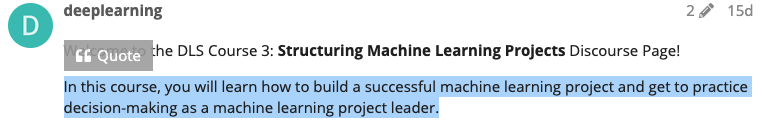 D deeplearning 2 15d
Quote to the DLS Course 3: Structuring Machine Learning Projects Discourse Page!
In this course, you will learn how to build a successful machine learning project and get to practice
decision-making as a machine learning project leader.